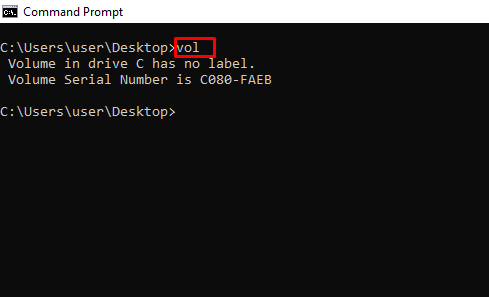 Command Prompt
C:\Users\user\Desktop>vol
Volume in drive C has no label.
Volume Serial Number is C080-FAEB
C:\Users\user\Desktop>